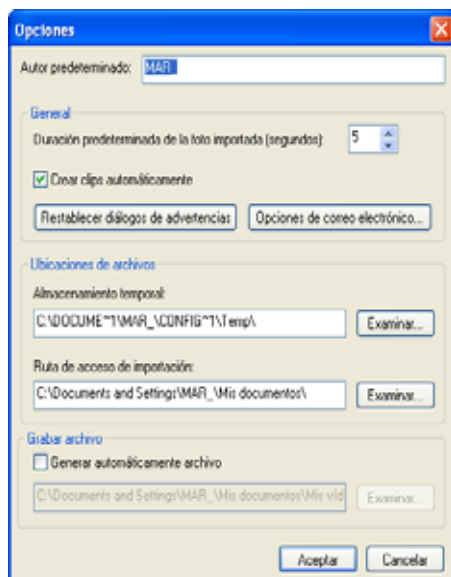 Opciones
Autor predeterminado: MAR_
General
Duración predeterminada de la foto importada (segundos): 5
Crear clips automáticamente
Restablecer diálogos de advertencias Opciones de correo electrónico...
Ubicaciones de archivos
Almacenamiento temporal:
C:\DOCUME~1\MAR_\CONFIG~1\Temp\ Examinar...
Ruta de acceso de importación:
C:\Documents and Settings\MAR_\Mis documentos\ Examinar...
Grabar archivo
Generar automáticamente archivo
C:\Documents and Settings\MAR_\Mis documentos\Mis víd Examinar...
Aceptar Cancelar